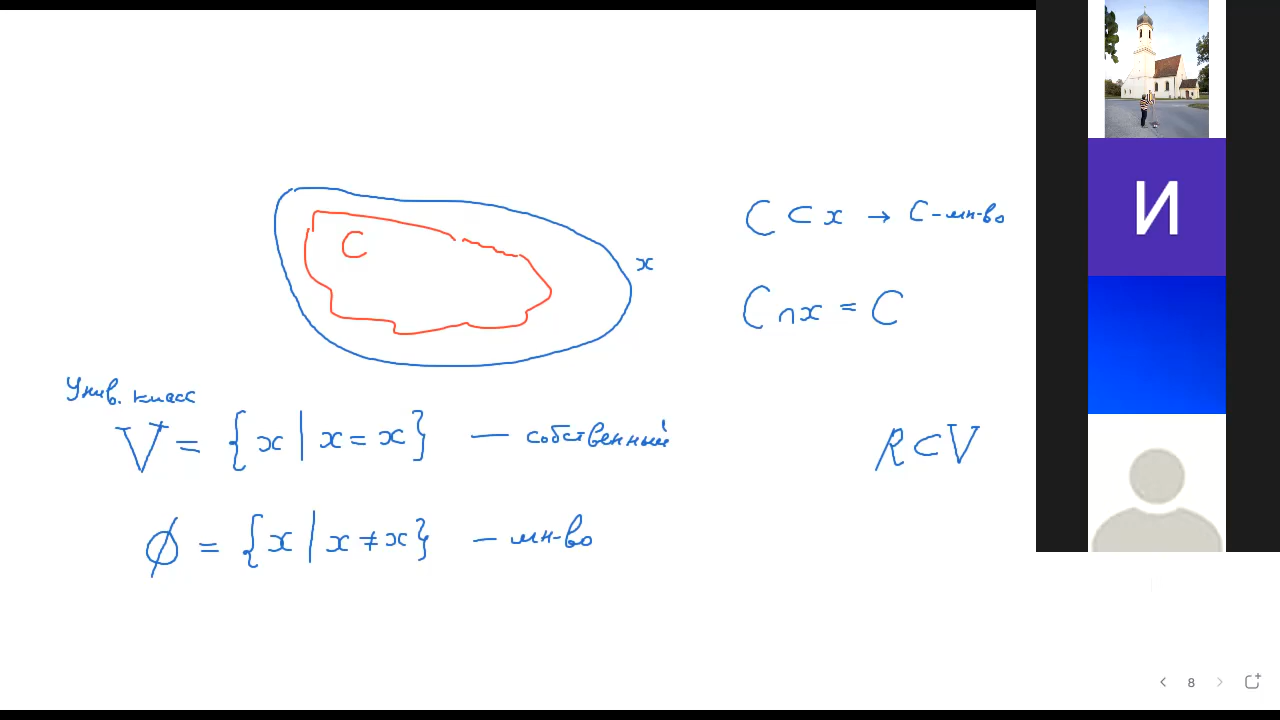 C
x
C ⊂ x → C - мн-во
C ∩ x = C
Унив. класс
V = {x | x = x} — собственный
R ⊂ V
∅ = {x | x ≠ x} — мн-во
И
8